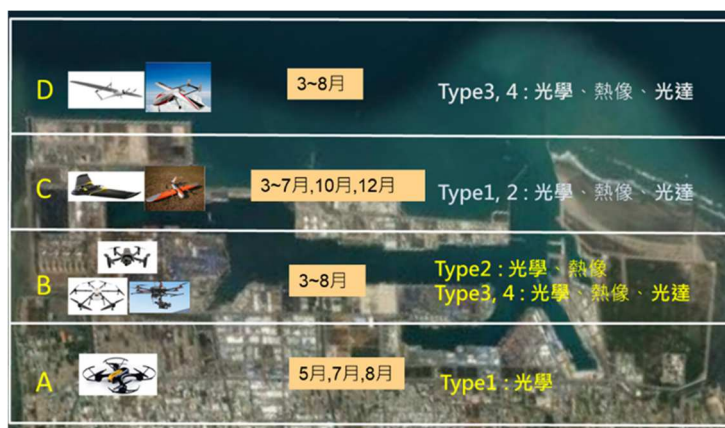 D 3~8月 Type3, 4 : 光學、熱像、光達
C 3~7月,10月,12月 Type1, 2 : 光學、熱像、光達
B 3~8月 Type2 : 光學、熱像
Type3, 4 : 光學、熱像、光達
A 5月,7月,8月 Type1 : 光學